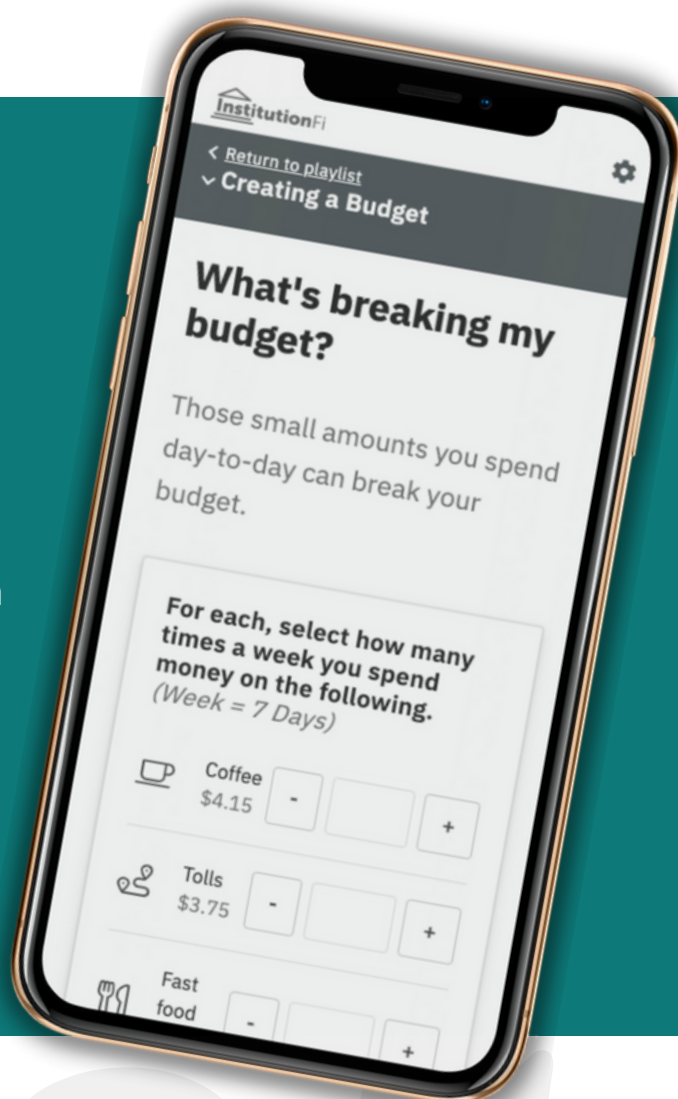 InstitutionFi
Return to playlist
Creating a Budget
What's breaking my
budget?
Those small amounts you spend
day-to-day can break your
budget.
For each, select how many
times a week you spend
money on the following.
(Week = 7 Days)
Coffee
$4.15
-
+
Tolls
$3.75
-
+
Fast
food
-
+